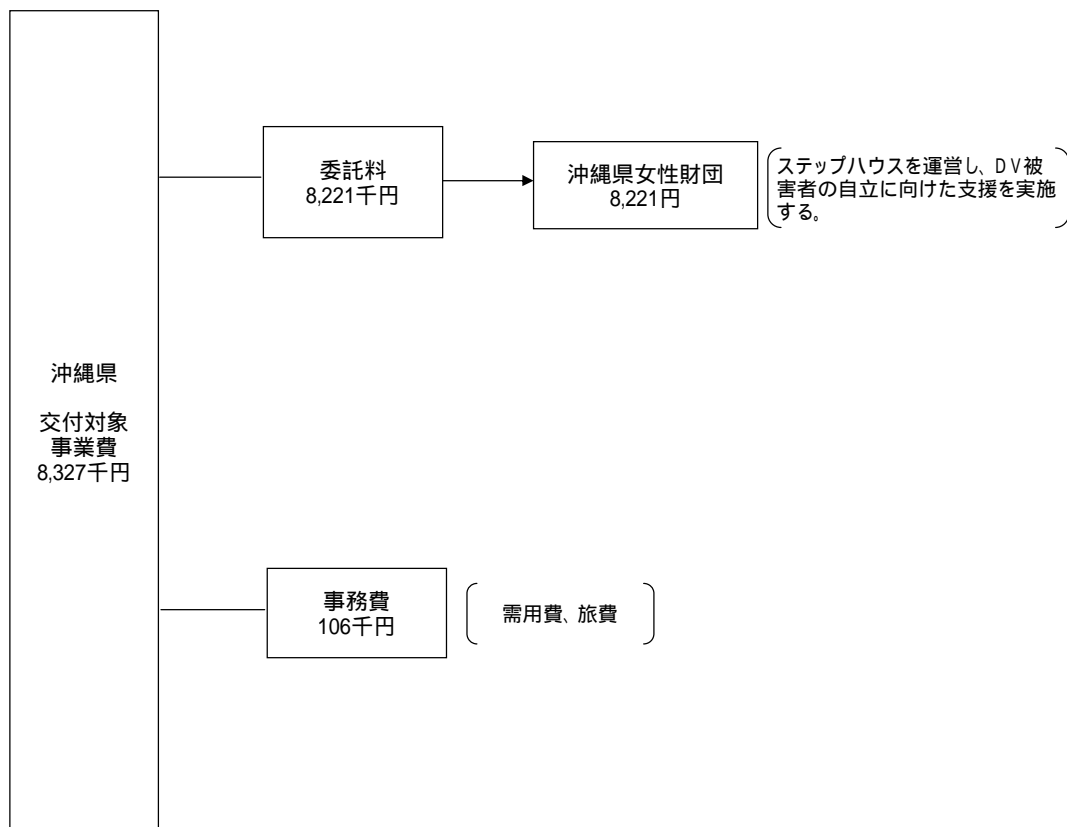 委託料
8,221千円
沖縄県女性財団
8,221円
ステップハウスを運営し、DV被
害者の自立に向けた支援を実施
する。
沖縄県
交付対象
事業費
8,327千円
事務費
106千円
需用費、旅費